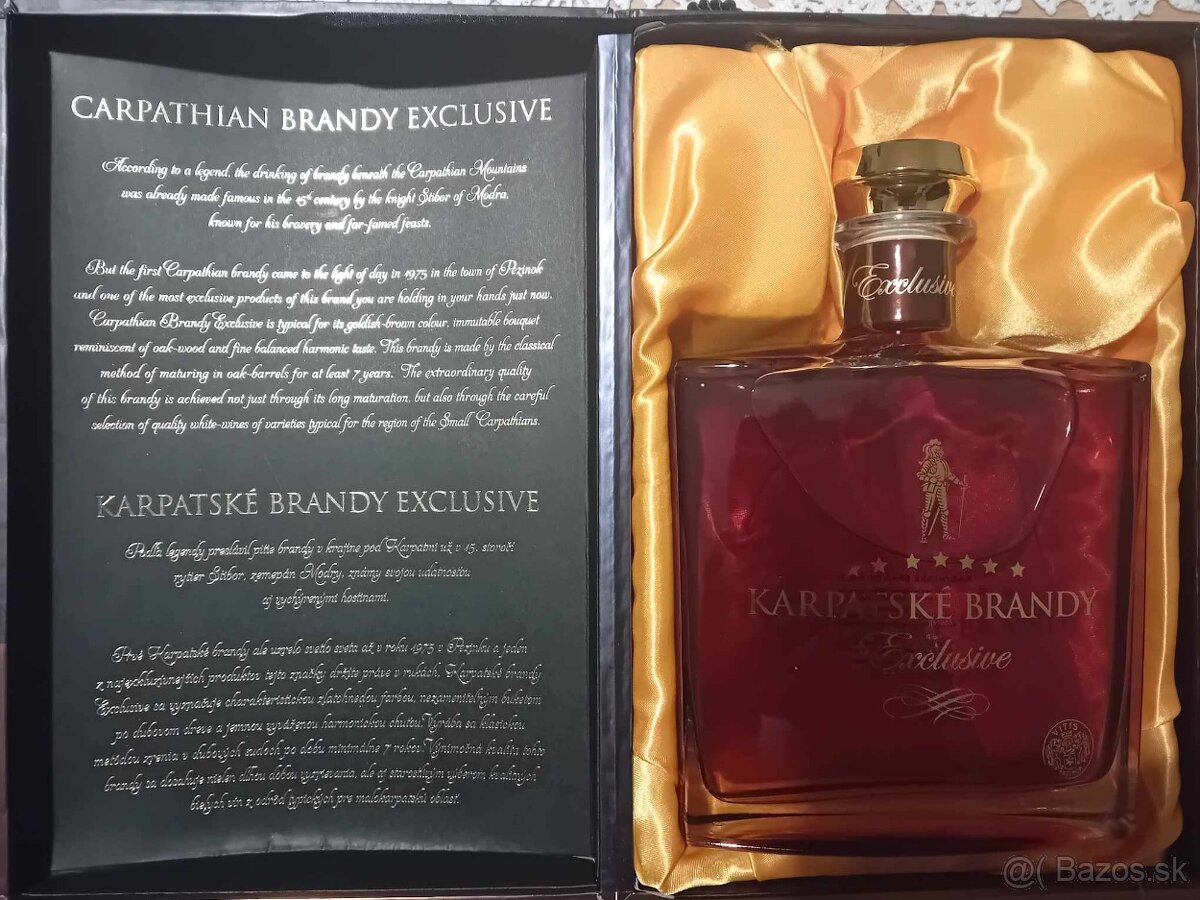 CARPATHIAN BRANDY EXCLUSIVE
According to a legend, the drinking of brandy beneath the Carpathian Mountains
was already made famous in the 15th century by the knight Stibor of Modra,
known for his bravery and far-famed feasts.
But the first Carpathian brandy came to the light of day in 1975 in the town of Pezinok
and one of the most exclusive products of this brand you are holding in your hands just now.
Carpathian Brandy Exclusive is typical for its goldish-brown colour, immutable bouquet
reminiscent of oak-wood and fine balanced harmonic taste. This brandy is made by the classical
method of maturing in oak-barrels for at least 7 years. The extraordinary quality
of this brandy is achieved not just through its long maturation, but also through the careful
selection of quality white-wines of varieties typical for the region of the Small Carpathians.
KARPATSKÉ BRANDY EXCLUSIVE
Podľa legendy preslávil pitie brandy v krajine pod Karpatmi už v 15. storočí
rytier Stibor, zemepán Modry, známy svojou udatnosťou
aj vychýrenými hostinami.
Prvé Karpatské brandy ale uzrelo svetlo sveta až v roku 1975 v Pezinku a jeden
z najexkluzívnejších produktov tejto značky držíte práve v rukách. Karpatské brandy
Exclusive sa vyznačuje charakteristickou zlatohnedou farbou, nezameniteľným buketom
po dubovom dreve a jemnou vyváženou harmonickou chuťou. Výroba sa klasickou
metódou zrenia v dubových sudoch po dobu minimálne 7 rokov. Výnimočná kvalita tohto
brandy sa dosahuje nielen dlhou dobou vyzrievania, ale aj starostlivým výberom kvalitných
bielych vín z odrôd typických pre malokarpatskú oblasť.
Exclusive
KARPATSKÉ BRANDY
Exclusive
VITIS
@( Bazos.sk